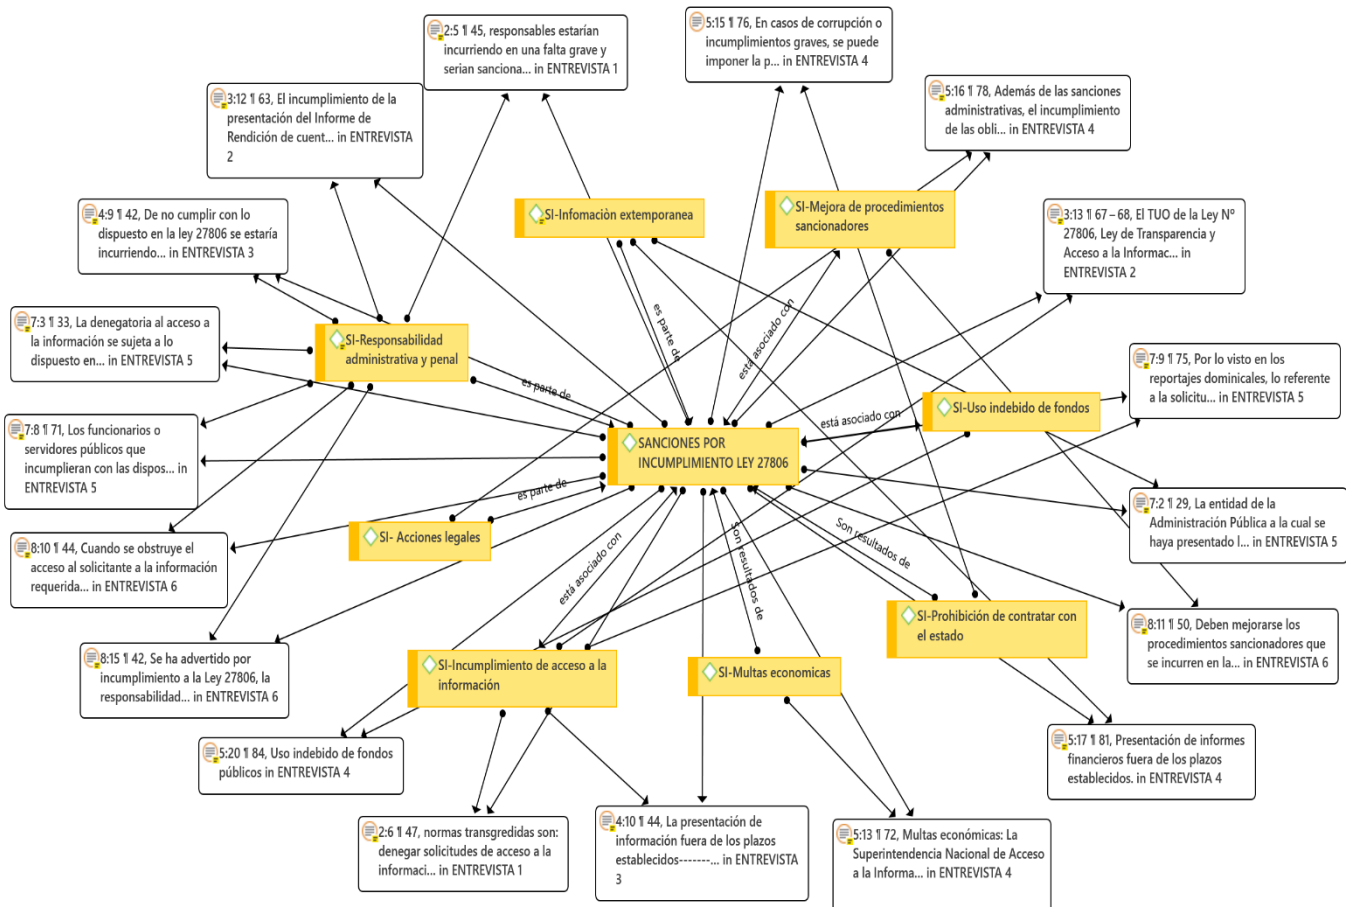 2:5 ¶ 45, responsables estarían
incurriendo en una falta grave y
serian sanciona... in ENTREVISTA 1
5:15 ¶ 76, En casos de corrupción o
incumplimientos graves, se puede
imponer la p... in ENTREVISTA 4
3:12 ¶ 63, El incumplimiento de la
presentación del Informe de
Rendición de cuent... in ENTREVISTA
2
5:16 ¶ 78, Además de las sanciones
administrativas, el incumplimiento
de las obli... in ENTREVISTA 4
4:9 ¶ 42, De no cumplir con lo
dispuesto en la ley 27806 se estaría
incurriendo... in ENTREVISTA 3
SI-Infomaciòn extemporanea
SI-Mejora de procedimientos
sancionadores
3:13 ¶ 67 – 68, El TUO de la Ley N°
27806, Ley de Transparencia y
Acceso a la Informac... in
ENTREVISTA 2
7:3 ¶ 33, La denegatoria al acceso a
la información se sujeta a lo
dispuesto en... in ENTREVISTA 5
SI-Responsabilidad
administrativa y penal
es parte de
está asociado con
7:9 ¶ 75, Por lo visto en los
reportajes dominicales, lo referente
a la solicitu... in ENTREVISTA 5
es parte de
está asociado con
SI-Uso indebido de fondos
7:8 ¶ 71, Los funcionarios o
servidores públicos que
incumplieran con las dispos... in
ENTREVISTA 5
SANCIONES POR
INCUMPLIMIENTO LEY 27806
es parte de
7:2 ¶ 29, La entidad de la
Administración Pública a la cual se
haya presentado l... in ENTREVISTA 5
8:10 ¶ 44, Cuando se obstruye el
acceso al solicitante a la información
requerida... in ENTREVISTA 6
SI- Acciones legales
está asociado con
Son resultados de
Son resultados de
SI-Prohibición de contratar con
el estado
8:11 ¶ 50, Deben mejorarse los
procedimientos sancionadores que
se incurren en la... in ENTREVISTA 6
8:15 ¶ 42, Se ha advertido por
incumplimiento a la Ley 27806, la
responsabilidad... in ENTREVISTA 6
SI-Incumplimiento de acceso a la
información
SI-Multas economicas
5:20 ¶ 84, Uso indebido de fondos
públicos in ENTREVISTA 4
5:17 ¶ 81, Presentación de informes
financieros fuera de los plazos
establecidos. in ENTREVISTA 4
2:6 ¶ 47, normas transgredidas son:
denegar solicitudes de acceso a la
informaci... in ENTREVISTA 1
4:10 ¶ 44, La presentación de
información fuera de los plazos
establecidos-------... in ENTREVISTA
3
5:13 ¶ 72, Multas económicas: La
Superintendencia Nacional de Acceso
a la Informa... in ENTREVISTA 4